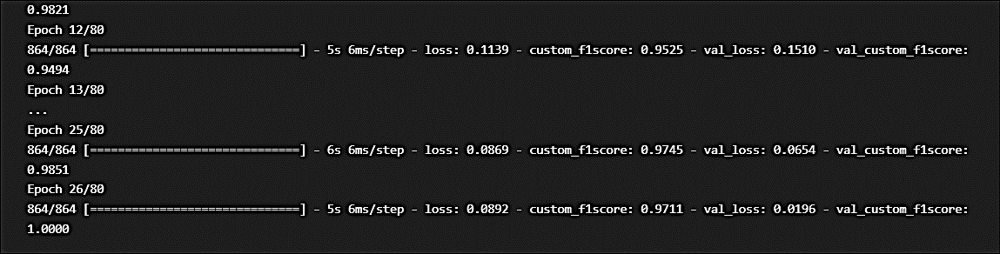 0.9821
Epoch 12/80
864/864 [==============================] - 5s 6ms/step - loss: 0.1139 - custom_f1score: 0.9525 - val_loss: 0.1510 - val_custom_f1score:
0.9494
Epoch 13/80
...
Epoch 25/80
864/864 [==============================] - 6s 6ms/step - loss: 0.0869 - custom_f1score: 0.9745 - val_loss: 0.0654 - val_custom_f1score:
0.9851
Epoch 26/80
864/864 [==============================] - 5s 6ms/step - loss: 0.0892 - custom_f1score: 0.9711 - val_loss: 0.0196 - val_custom_f1score:
1.0000